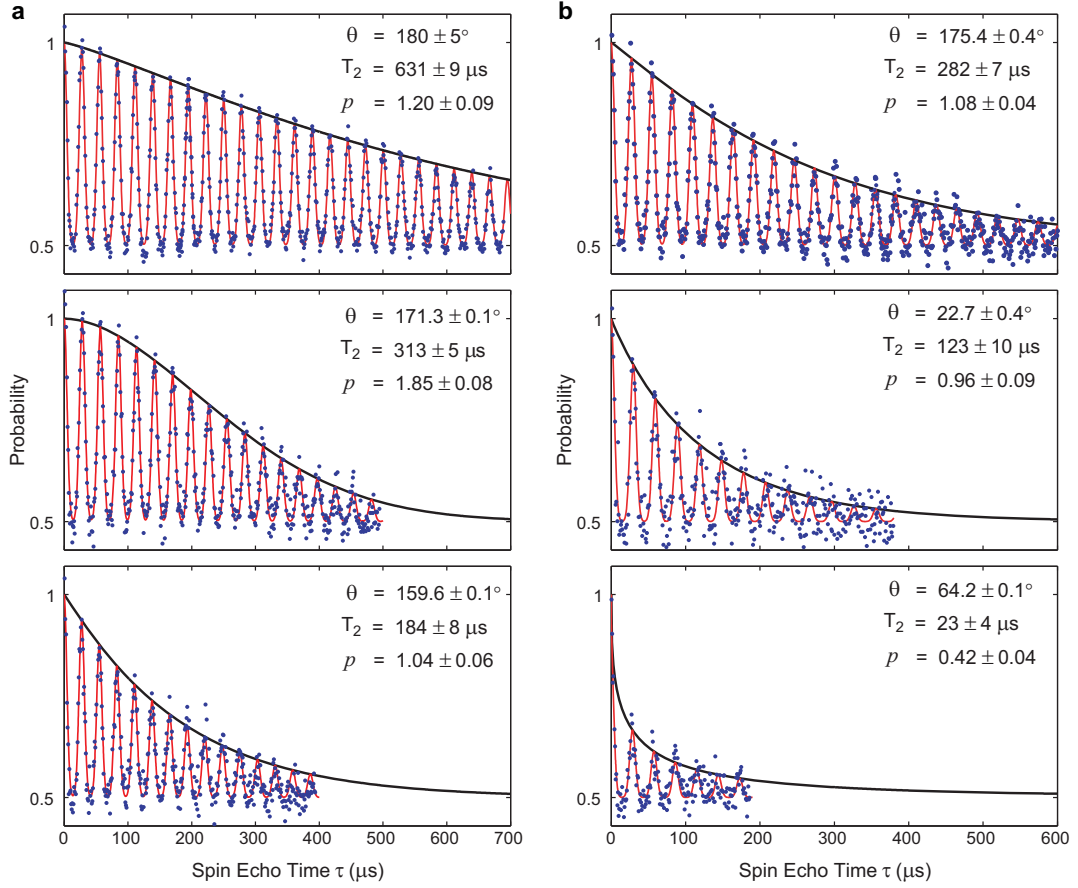 a
θ = 180 ± 5°
T₂ = 631 ± 9 μs
p = 1.20 ± 0.09
1
0.5
θ = 171.3 ± 0.1°
T₂ = 313 ± 5 μs
p = 1.85 ± 0.08
1
0.5
Probability
θ = 159.6 ± 0.1°
T₂ = 184 ± 8 μs
p = 1.04 ± 0.06
1
0.5
0 100 200 300 400 500 600 700
Spin Echo Time τ (μs)
b
θ = 175.4 ± 0.4°
T₂ = 282 ± 7 μs
p = 1.08 ± 0.04
1
0.5
θ = 22.7 ± 0.4°
T₂ = 123 ± 10 μs
p = 0.96 ± 0.09
1
0.5
Probability
θ = 64.2 ± 0.1°
T₂ = 23 ± 4 μs
p = 0.42 ± 0.04
1
0.5
0 100 200 300 400 500 600
Spin Echo Time τ (μs)